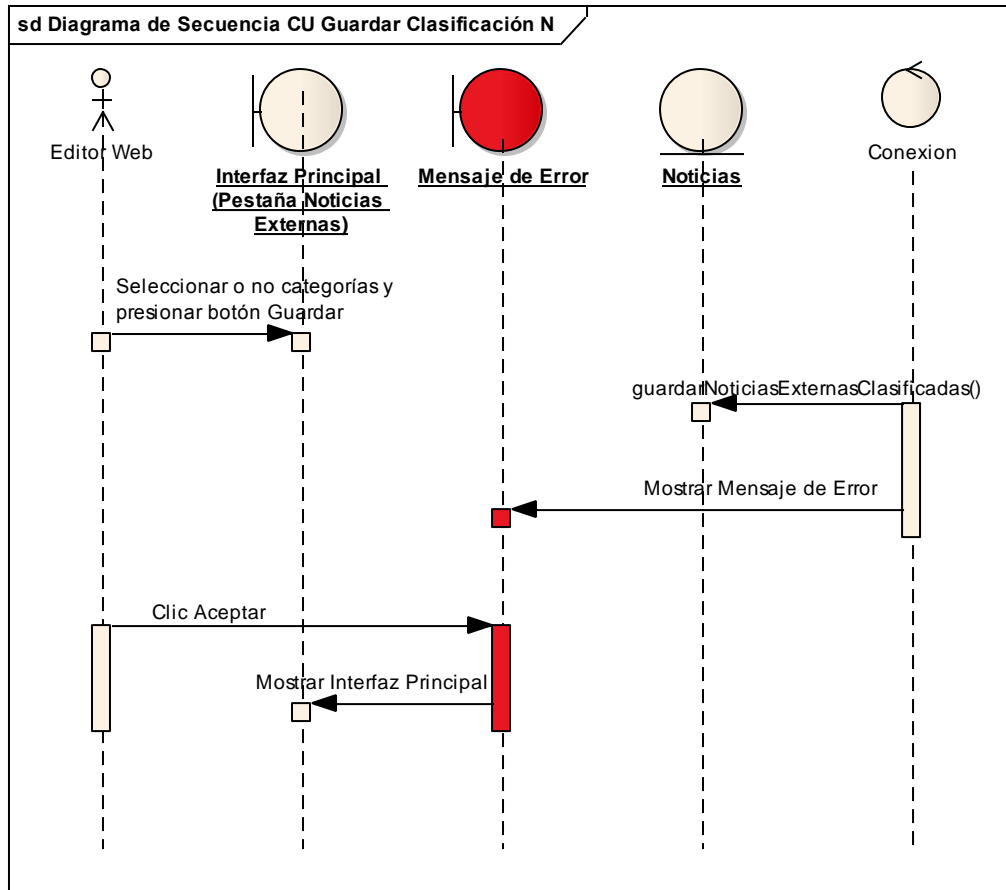 sd Diagrama de Secuencia CU Guardar Clasificación N
Editor Web
Interfaz Principal
(Pestaña Noticias
Externas)
Mensaje de Error
Noticias
Conexion
Seleccionar o no categorías y
presionar botón Guardar
guardarNoticiasExternasClasificadas()
Mostrar Mensaje de Error
Clic Aceptar
Mostrar Interfaz Principal